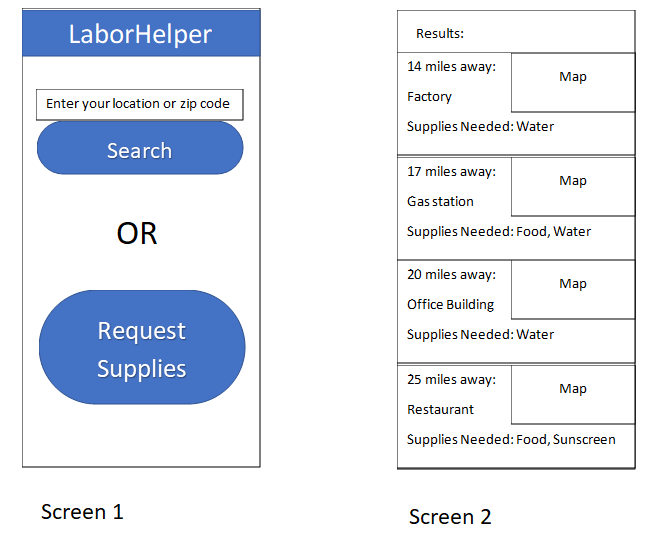 LaborHelper
Enter your location or zip code
Search
OR
Request
Supplies
Screen 1
Results:
14 miles away:
Map
Factory
Supplies Needed: Water
17 miles away:
Map
Gas station
Supplies Needed: Food, Water
20 miles away:
Map
Office Building
Supplies Needed: Water
25 miles away:
Map
Restaurant
Supplies Needed: Food, Sunscreen
Screen 2